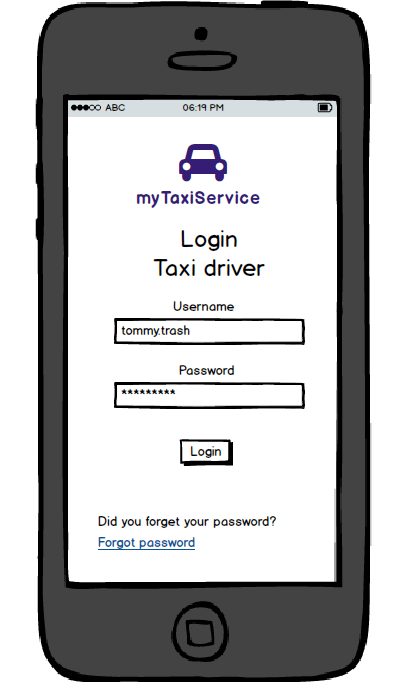 ABC 06:19 PM
myTaxiService
Login
Taxi driver
Username
tommy.trash
Password
*********
Login
Did you forget your password?
Forgot password